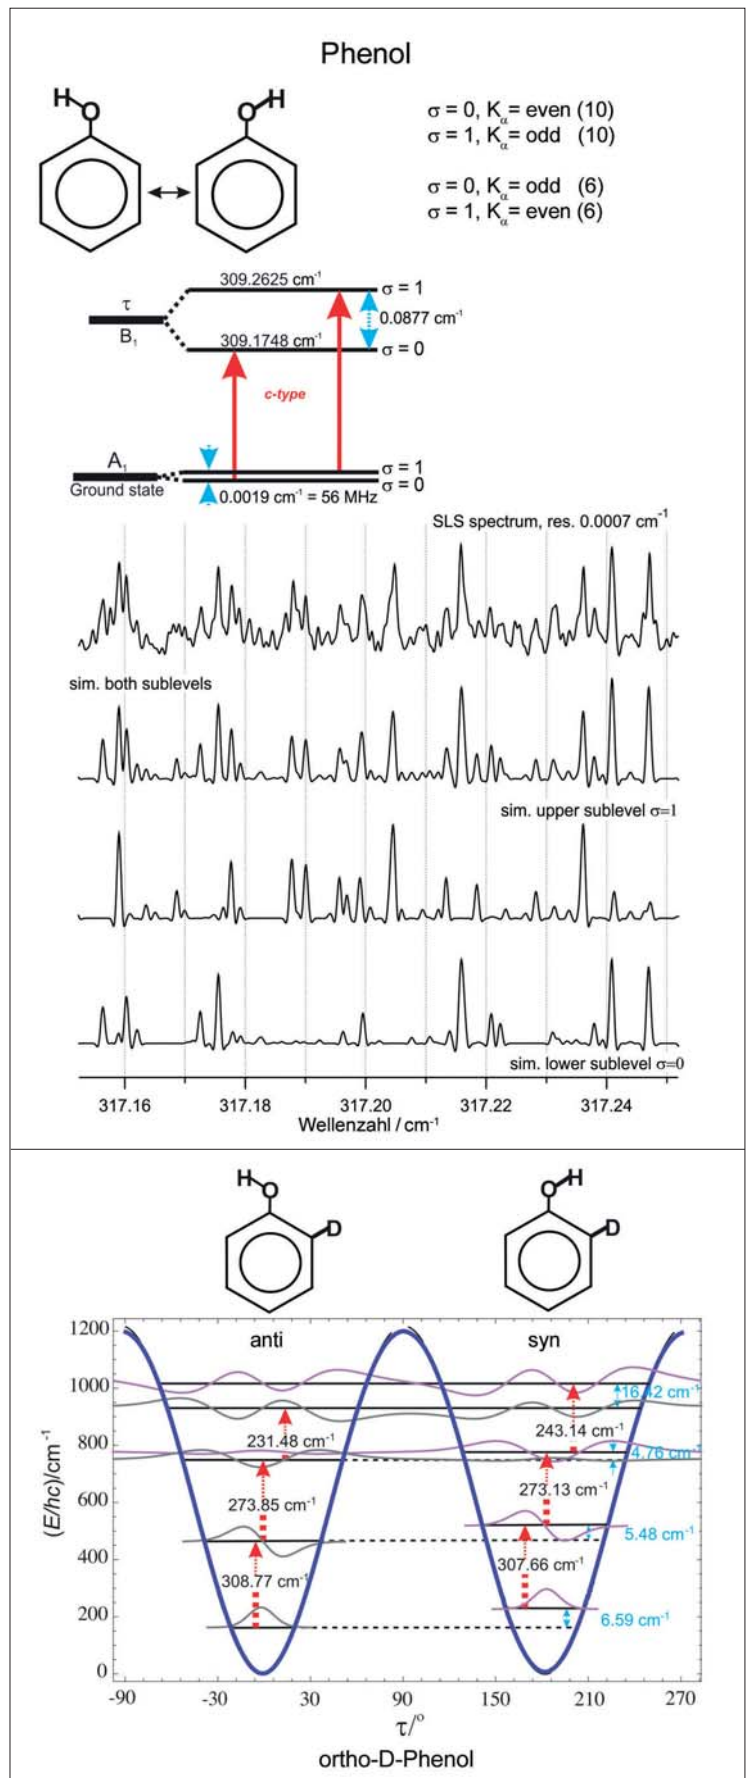 Phenol
H O
O H
σ = 0, Kα = even (10)
σ = 1, Kα = odd (10)
σ = 0, Kα = odd (6)
σ = 1, Kα = even (6)
309.2625 cm⁻¹
σ = 1
τ
B₁
0.0877 cm⁻¹
309.1748 cm⁻¹
σ = 0
c-type
A₁
σ = 1
Ground state
σ = 0
0.0019 cm⁻¹ = 56 MHz
SLS spectrum, res. 0.0007 cm⁻¹
sim. both sublevels
sim. upper sublevel σ=1
sim. lower sublevel σ=0
317.16 317.18 317.20 317.22 317.24
Wellenzahl / cm⁻¹
H O D
O H D
1200
anti
syn
1000
16.42 cm⁻¹
243.14 cm⁻¹
231.48 cm⁻¹
800
4.76 cm⁻¹
273.85 cm⁻¹
273.13 cm⁻¹
600
5.48 cm⁻¹
400
308.77 cm⁻¹
307.66 cm⁻¹
200
6.59 cm⁻¹
0
(E/hc)/cm⁻¹
-90 -30 30 90 150 210 270
τ/°
ortho-D-Phenol